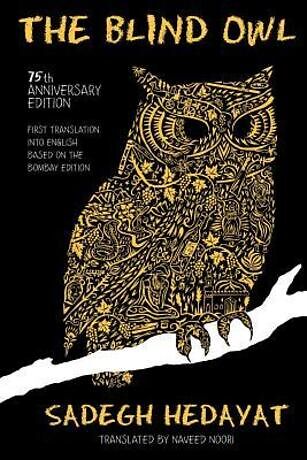 THE BLIND OWL
75th
ANNIVERSARY
EDITION
FIRST TRANSLATION
INTO ENGLISH
BASED ON THE
BOMBAY EDITION
SADEGH HEDAYAT
TRANSLATED BY NAVEED NOORI